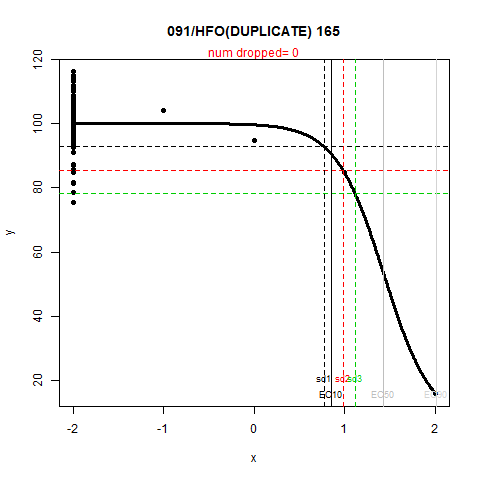 091/HFO(DUPLICATE) 165
num dropped= 0
y
120
100
80
60
40
20
sd1 sd2 sd3
EC10 EC50 EC90
-2 -1 0 1 2
x